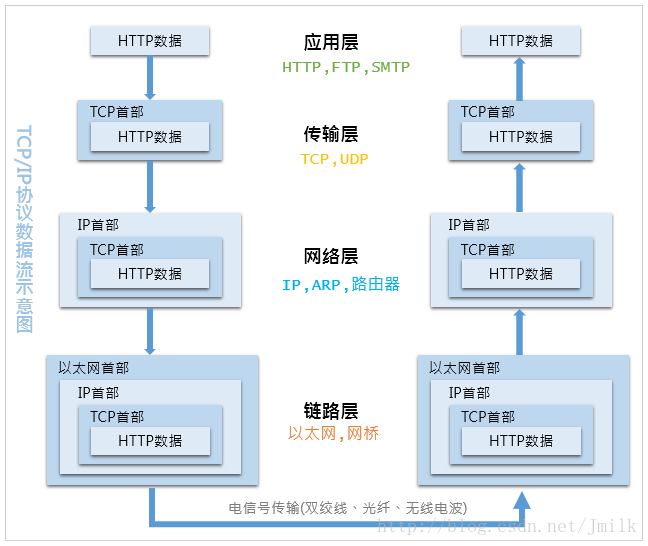 TCP/IP协议数据流示意图
HTTP数据
应用层
HTTP,FTP,SMTP
HTTP数据
TCP首部
HTTP数据
传输层
TCP,UDP
TCP首部
HTTP数据
IP首部
TCP首部
HTTP数据
网络层
IP,ARP,路由器
IP首部
TCP首部
HTTP数据
以太网首部
IP首部
TCP首部
HTTP数据
链路层
以太网,网桥
以太网首部
IP首部
TCP首部
HTTP数据
电信号传输(双绞线、光纤、无线电波)
http://blog.csdn.net/Jmilk